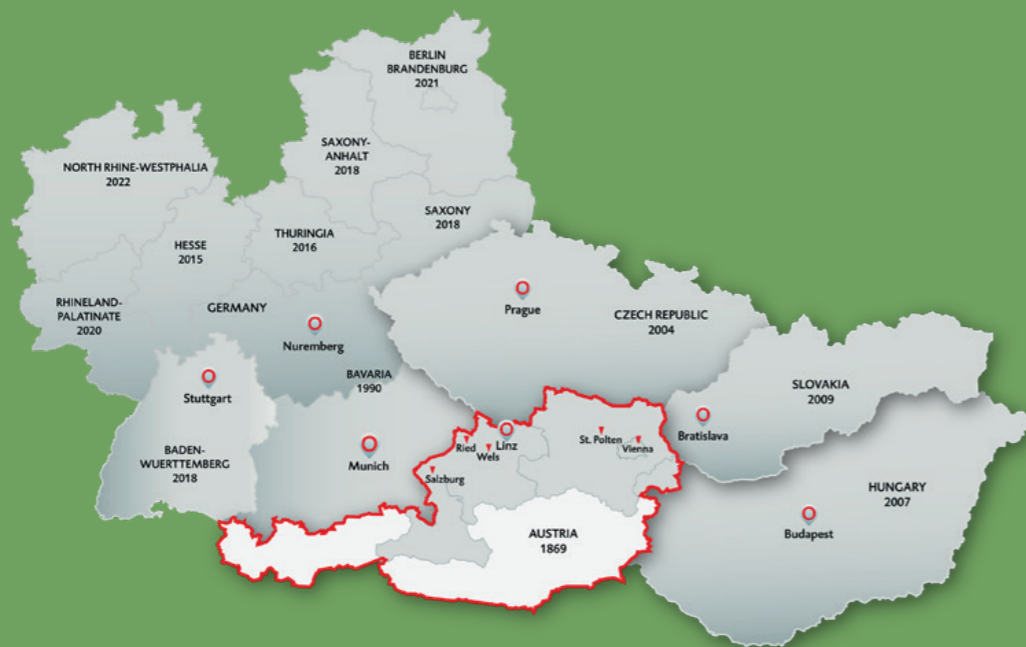 BERLIN
BRANDENBURG
2021
SAXONY-
ANHALT
2018
NORTH RHINE-WESTPHALIA
2022
SAXONY
2018
THURINGIA
2016
HESSE
2015
RHINELAND-
PALATINATE
2020
GERMANY
Nuremberg
Prague
CZECH REPUBLIC
2004
BAVARIA
1990
SLOVAKIA
2009
Stuttgart
Bratislava
BADEN-
WUERTTEMBERG
2018
Munich
Ried
Linz
Wels
Salzburg
St. Polten
Vienna
HUNGARY
2007
AUSTRIA
1869
Budapest